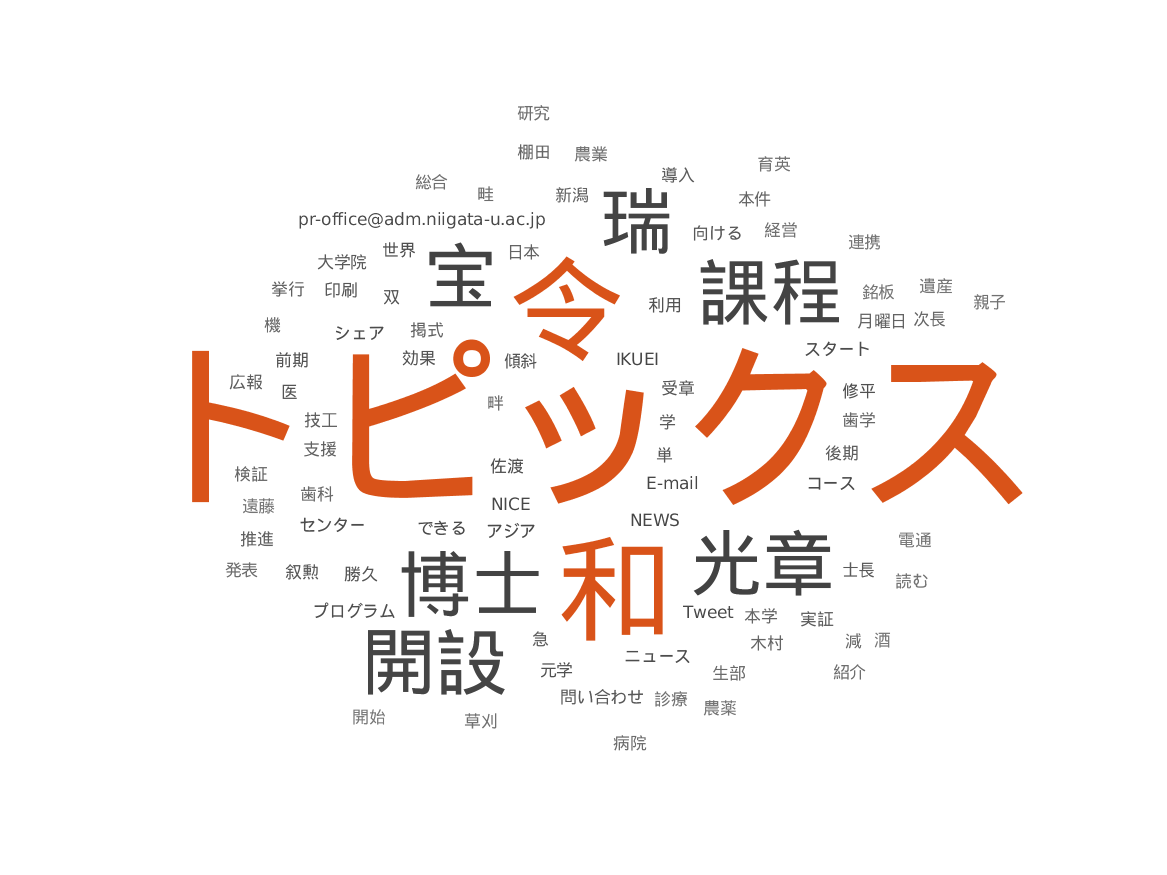 研究
棚田 農業
導入 育英
総合 畦 新潟 本件
pr-office@adm.niigata-u.ac.jp 瑞 向ける 経営
世界 宝 日本 連携
大学院 令 課程
挙行 印刷 双 利用 銘板 遺産 親子
機 シェア 掲式 月曜日 次長
前期 効果 傾斜 IKUEI スタート
広報 医 受章 修平
トピックス
畔
技工 学 歯学
支援 単 後期
検証 佐渡 E-mail コース
遠藤 歯科 NICE
センター できる アジア NEWS
推進 和 光章 電通
発表 叙勲 勝久 博士 士長 読む
プログラム Tweet 本学 実証
開設 急 木村 減 酒
元学 ニュース 生部 紹介
問い合わせ 診療 農薬
開始 草刈
病院